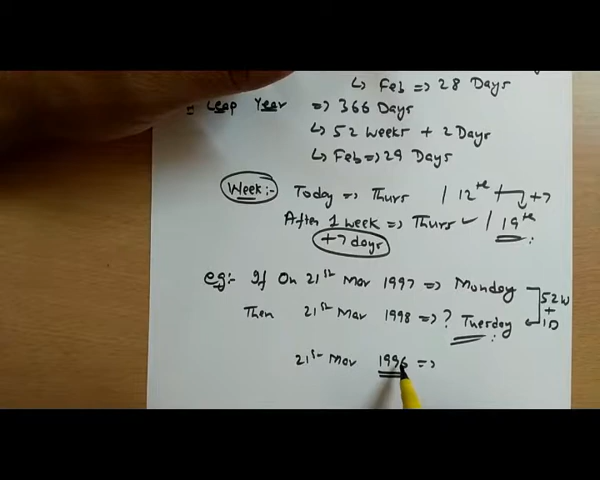 ↳ Feb => 28 Days
= Leap Year => 366 Days
↳ 52 Weeks + 2 Days
↳ Feb => 29 Days
Week:- Today => Thurs | 12th +7
After 1 week => Thurs ✓ | 19th
+7 days
eg:- If On 21st Mar 1997 => Monday
Then 21st Mar 1998 => ? Tuesday
52W + 1D
21st Mar 1996 =>